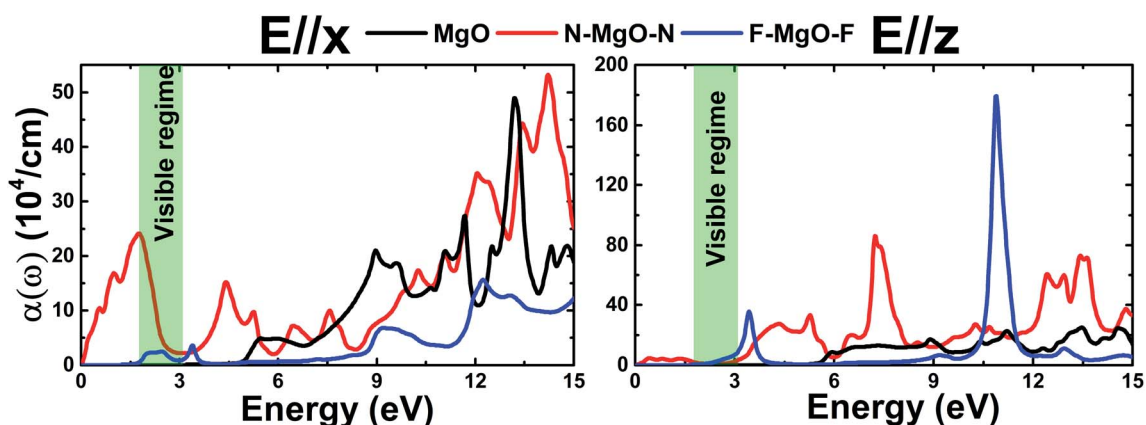 E//x MgO N-MgO-N F-MgO-F E//z
α(ω) (10⁴/cm)
50
40
30
20
10
0
Visible regime
0 3 6 9 12 15
Energy (eV)
200
160
120
80
40
0
Visible regime
0 3 6 9 12 15
Energy (eV)